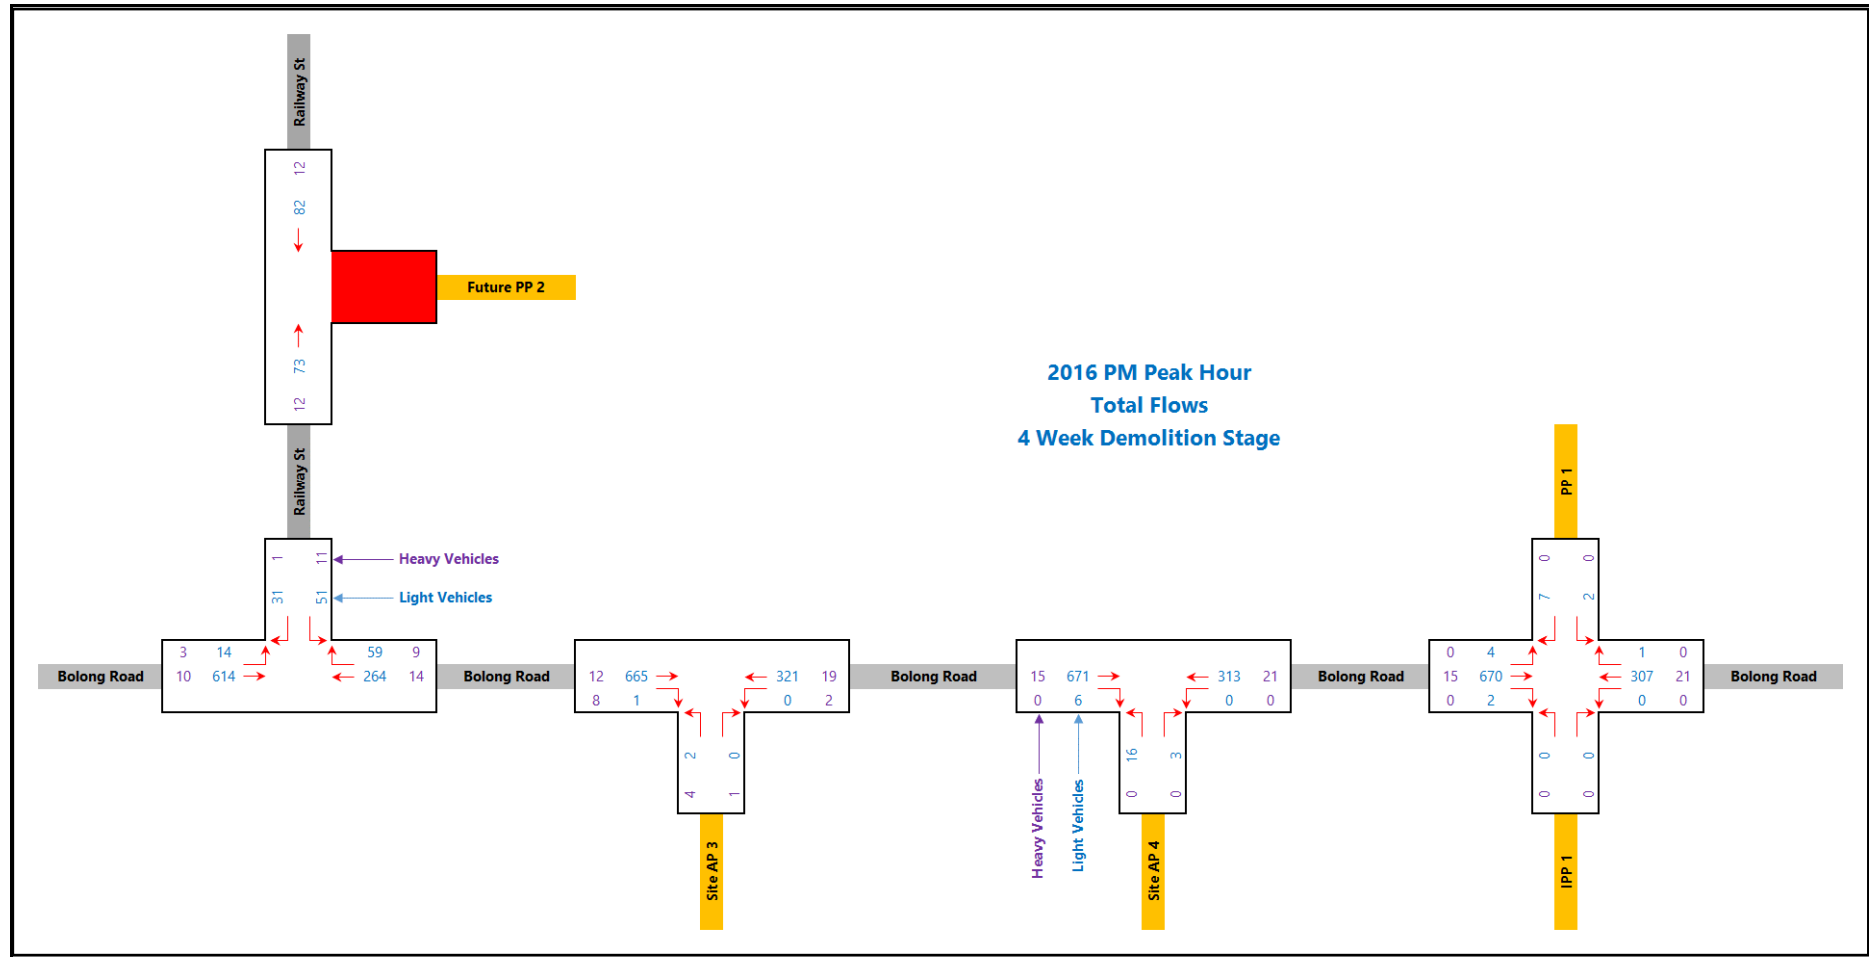 Railway St
12
82
Future PP 2
73
12
2016 PM Peak Hour
Total Flows
4 Week Demolition Stage
Railway St
PP 1
1 11 Heavy Vehicles
31 51 Light Vehicles
0 0
7 2
3 14 59 9
Bolong Road 10 614 264 14 Bolong Road
12 665 321 19 Bolong Road
8 1 0 2
15 671 313 21 Bolong Road
0 6 0 0
0 4 1 0
15 670 307 21 Bolong Road
0 2 0 0
2 0
4 1
16 3
0 0
0 0
0 0
Heavy Vehicles
Light Vehicles
Site AP 3
Site AP 4
IPP 1